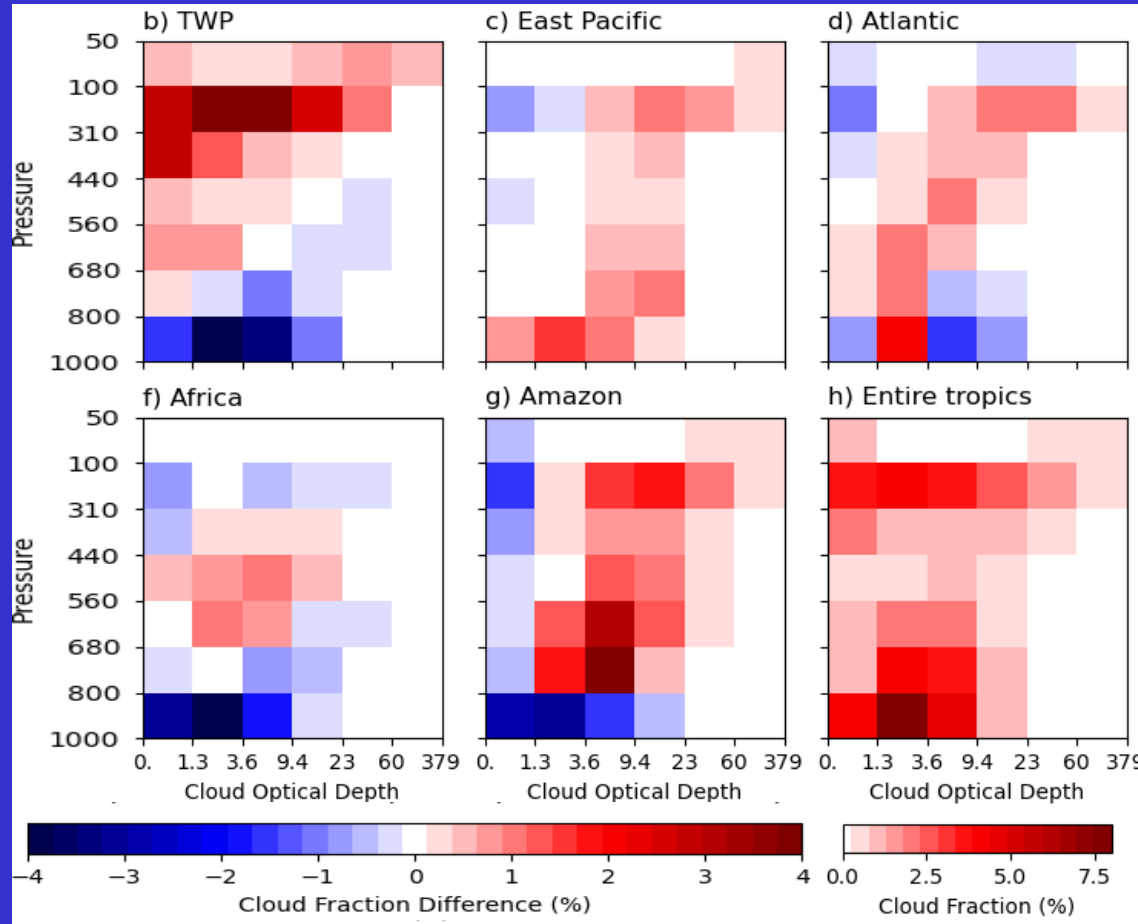 b) TWP
c) East Pacific
d) Atlantic
50
100
310
440
560
680
800
1000
Pressure
f) Africa
g) Amazon
h) Entire tropics
50
100
310
440
560
680
800
1000
Pressure
0. 1.3 3.6 9.4 23 60 379
0. 1.3 3.6 9.4 23 60 379
0. 1.3 3.6 9.4 23 60 379
Cloud Optical Depth
Cloud Optical Depth
Cloud Optical Depth
−4 −3 −2 −1 0 1 2 3 4
Cloud Fraction Difference (%)
0.0 2.5 5.0 7.5
Cloud Fraction (%)